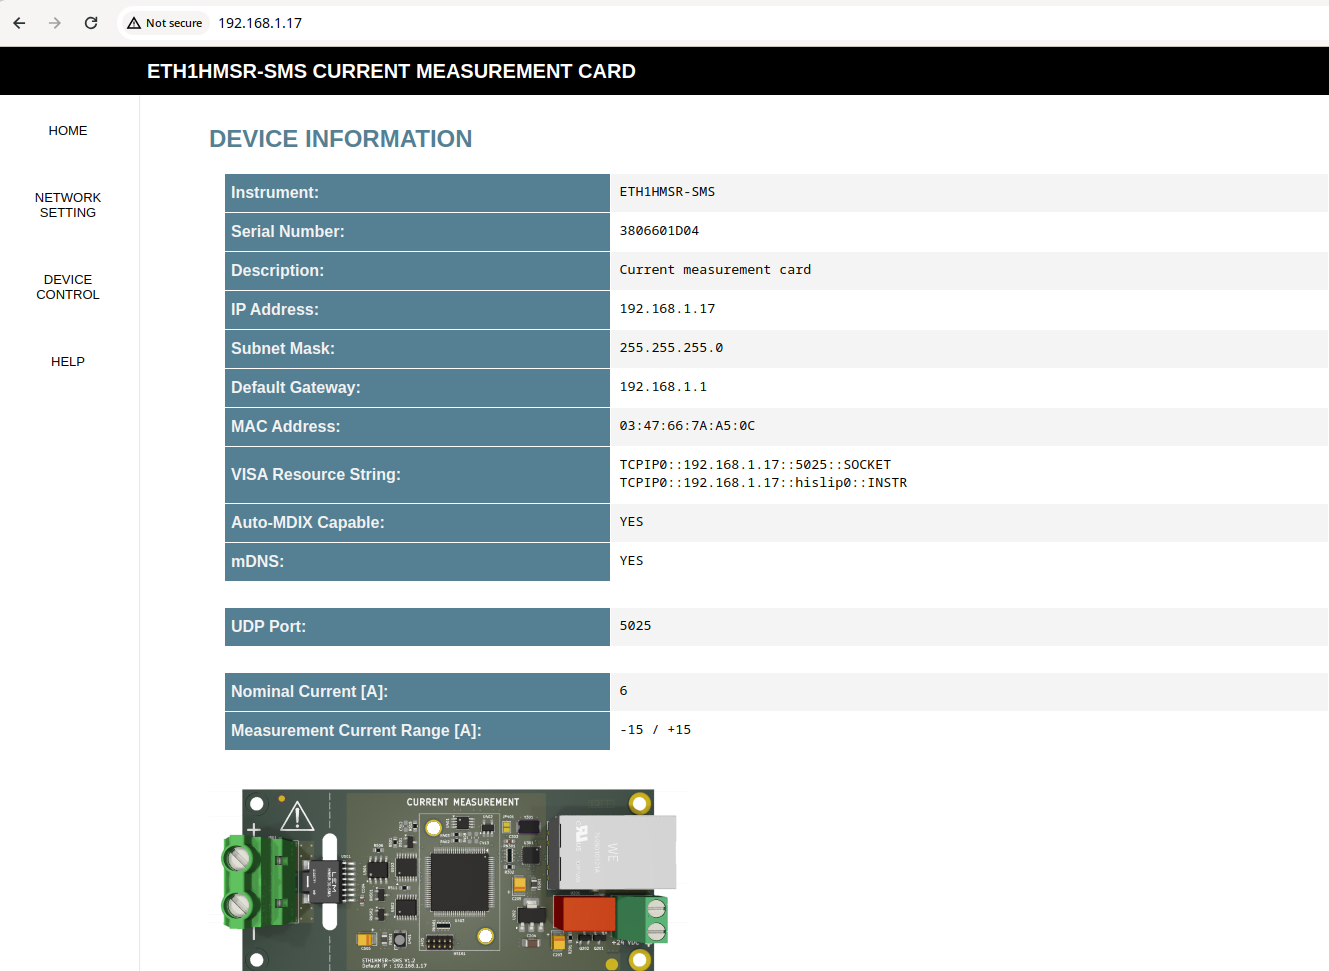 Not secure 192.168.1.17
ETH1HMSR-SMS CURRENT MEASUREMENT CARD
HOME
NETWORK
SETTING
DEVICE
CONTROL
HELP
DEVICE INFORMATION
Instrument: ETH1HMSR-SMS
Serial Number: 3806601D04
Description: Current measurement card
IP Address: 192.168.1.17
Subnet Mask: 255.255.255.0
Default Gateway: 192.168.1.1
MAC Address: 03:47:66:7A:A5:0C
VISA Resource String: TCPIP0::192.168.1.17::5025::SOCKET
TCPIP0::192.168.1.17::hislip0::INSTR
Auto-MDIX Capable: YES
mDNS: YES
UDP Port: 5025
Nominal Current [A]: 6
Measurement Current Range [A]: -15 / +15
CURRENT MEASUREMENT
WE
LEM
+24 VDC
ETH1HMSR-SMS V1.2
Default IP : 192.168.1.17